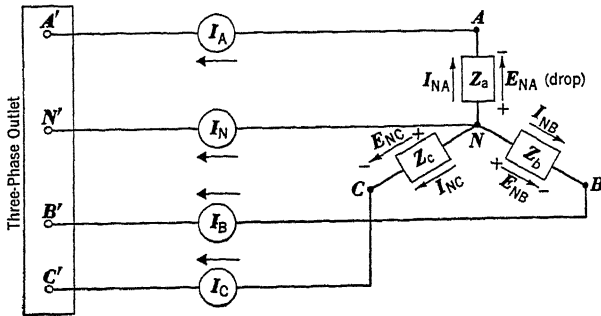 Three-Phase Outlet
A′
I_A
A
Z_a
I_NA
E_NA (drop)
−
+
N′
I_N
N
E_NC
+
−
Z_c
I_NC
C
I_NB
Z_b
+
E_NB
−
B
B′
I_B
C′
I_C